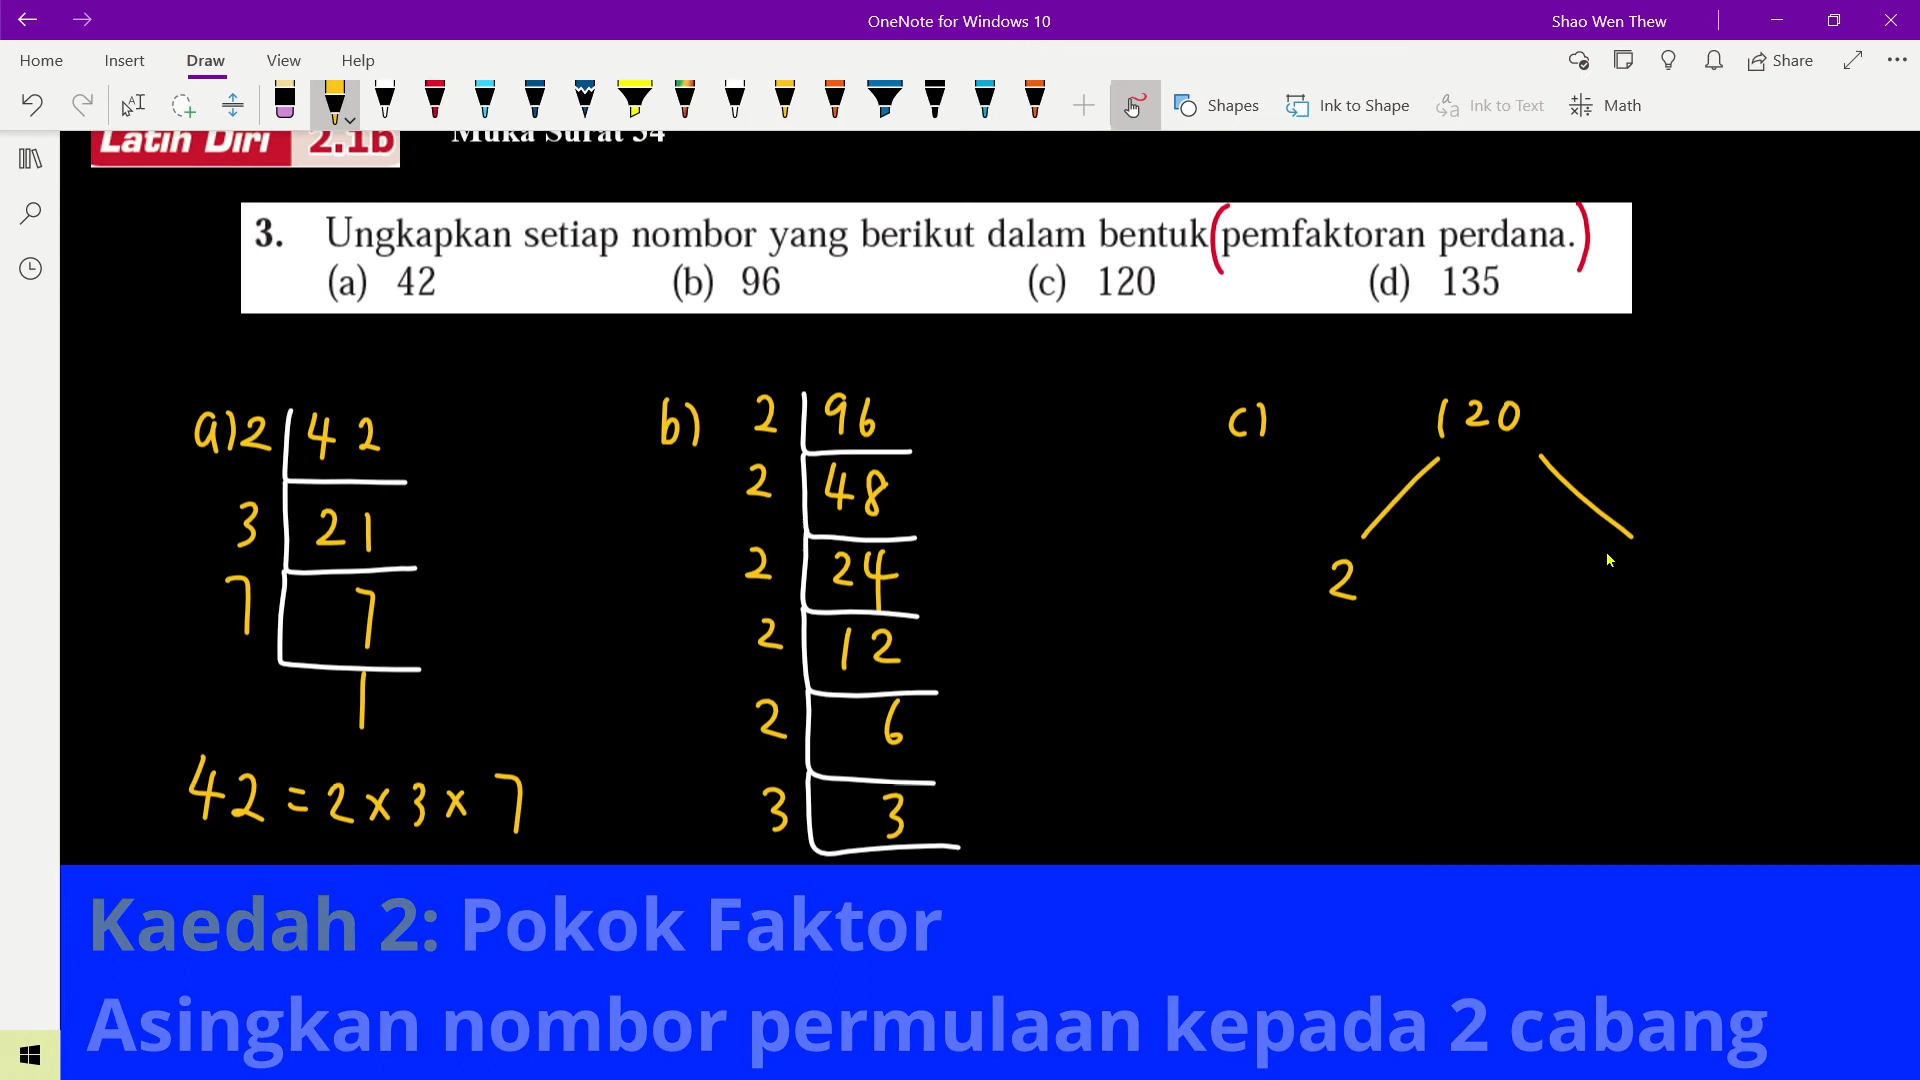 OneNote for Windows 10
Shao Wen Thew
Home Insert Draw View Help
Share
Shapes Ink to Shape Ink to Text Math
Latih Diri 2.1b Muka Surat 34
3. Ungkapkan setiap nombor yang berikut dalam bentuk (pemfaktoran perdana.)
(a) 42 (b) 96 (c) 120 (d) 135
a) 2 42
3 21
7 7
1
42 = 2 x 3 x 7
b) 2 96
2 48
2 24
2 12
2 6
3 3
c) 120
2
Kaedah 2: Pokok Faktor
Asingkan nombor permulaan kepada 2 cabang